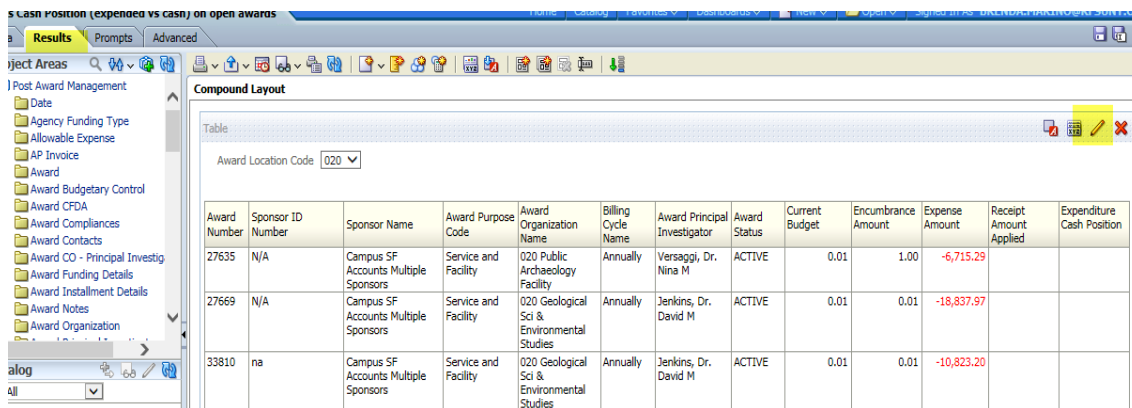 s Cash Position (expended vs cash) on open awards
Home Catalog Favorites Dashboards New Open Signed In As
Results Prompts Advanced
ject Areas
Compound Layout
Post Award Management
Date
Agency Funding Type
Allowable Expense
AP Invoice
Award
Award Budgetary Control
Award CFDA
Award Compliances
Award Contacts
Award CO - Principal Investig
Award Funding Details
Award Installment Details
Award Notes
Award Organization
alog
All
Table
Award Location Code 020
Award Number
Sponsor ID Number
Sponsor Name
Award Purpose Code
Award Organization Name
Billing Cycle Name
Award Principal Investigator
Award Status
Current Budget
Encumbrance Amount
Expense Amount
Receipt Amount Applied
Expenditure Cash Position
27635 N/A Campus SF Accounts Multiple Sponsors Service and Facility 020 Public Archaeology Facility Annually Versaggi, Dr. Nina M ACTIVE 0.01 1.00 -6,715.29
27669 N/A Campus SF Accounts Multiple Sponsors Service and Facility 020 Geological Sci & Environmental Studies Annually Jenkins, Dr. David M ACTIVE 0.01 0.01 -18,837.97
33810 na Campus SF Accounts Multiple Sponsors Service and Facility 020 Geological Sci & Environmental Studies Annually Jenkins, Dr. David M ACTIVE 0.01 0.01 -10,823.20